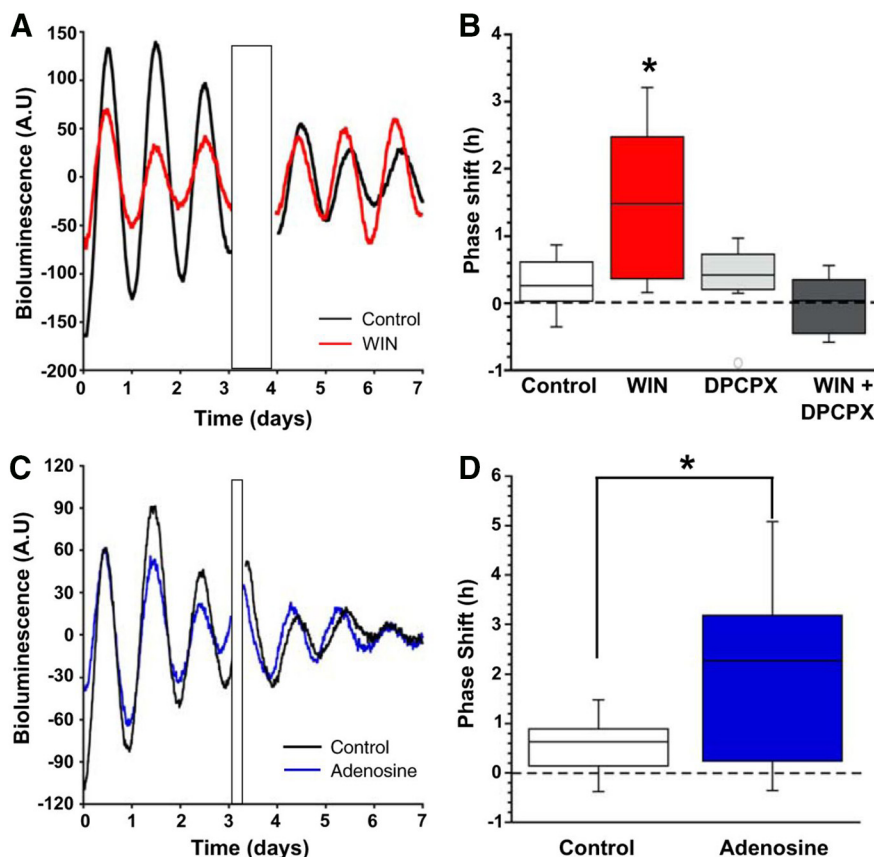 A
Bioluminescence (A.U)
150
100
50
0
-50
-100
-150
-200
Control
WIN
0 1 2 3 4 5 6 7
Time (days)
B
Phase shift (h)
4
3
2
1
0
-1
*
Control WIN DPCPX WIN +
DPCPX
C
Bioluminescence (A.U)
120
90
60
30
0
-30
-60
-90
-120
Control
Adenosine
0 1 2 3 4 5 6 7
Time (days)
D
Phase Shift (h)
6
5
4
3
2
1
0
-1
*
Control Adenosine